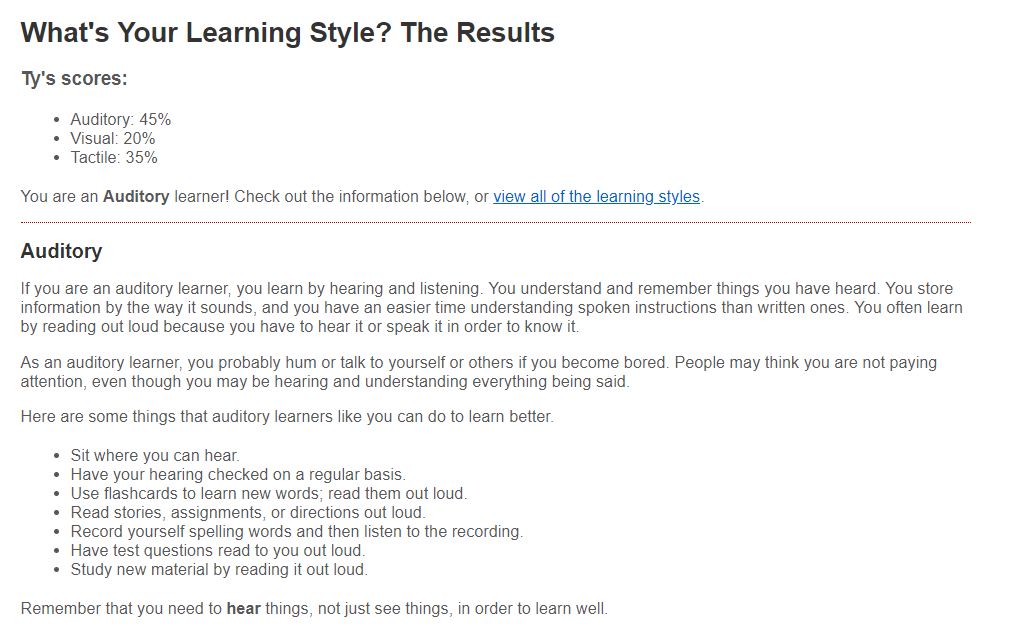 What's Your Learning Style? The Results
Ty's scores:
• Auditory: 45%
• Visual: 20%
• Tactile: 35%
You are an Auditory learner! Check out the information below, or view all of the learning styles.
Auditory
If you are an auditory learner, you learn by hearing and listening. You understand and remember things you have heard. You store
information by the way it sounds, and you have an easier time understanding spoken instructions than written ones. You often learn
by reading out loud because you have to hear it or speak it in order to know it.
As an auditory learner, you probably hum or talk to yourself or others if you become bored. People may think you are not paying
attention, even though you may be hearing and understanding everything being said.
Here are some things that auditory learners like you can do to learn better.
• Sit where you can hear.
• Have your hearing checked on a regular basis.
• Use flashcards to learn new words; read them out loud.
• Read stories, assignments, or directions out loud.
• Record yourself spelling words and then listen to the recording.
• Have test questions read to you out loud.
• Study new material by reading it out loud.
Remember that you need to hear things, not just see things, in order to learn well.